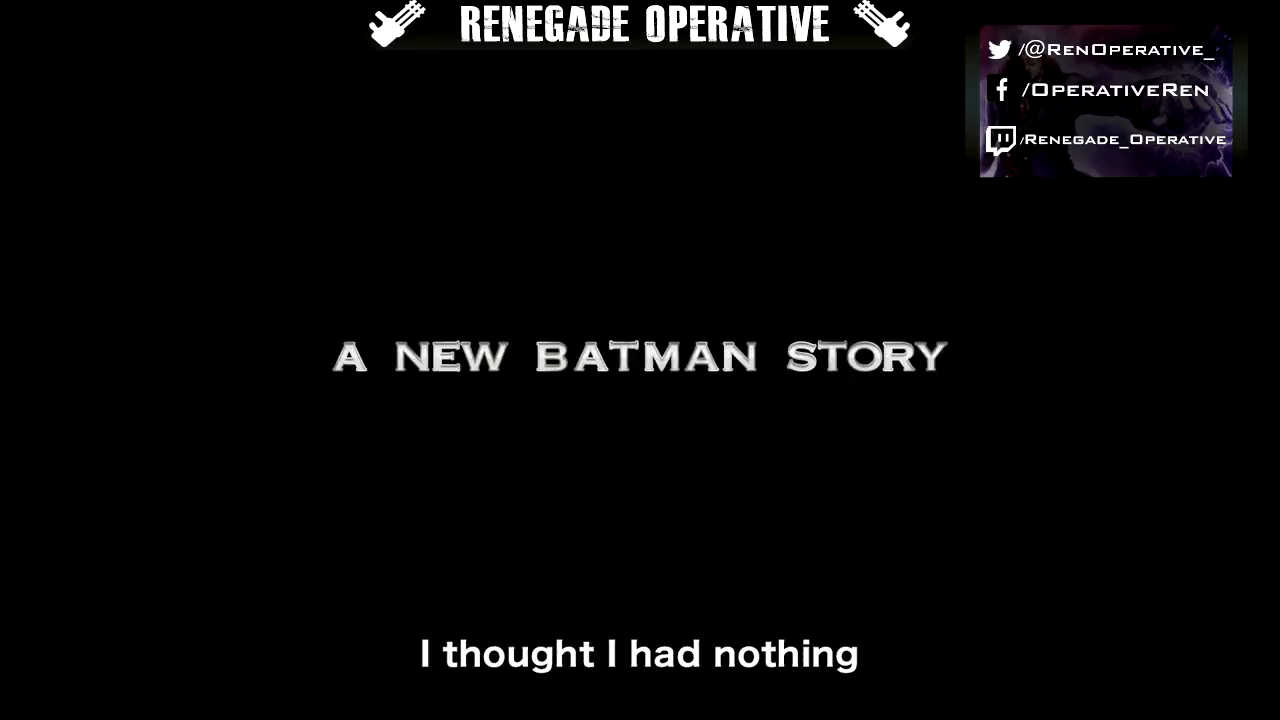 RENEGADE OPERATIVE
/@RenOperative_
/OperativeRen
/Renegade_Operative
A NEW BATMAN STORY
I thought I had nothing